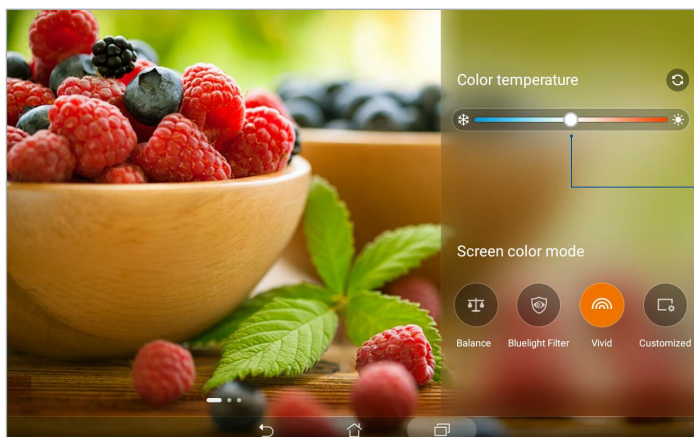 Color temperature
Screen color mode
Balance
Bluelight Filter
Vivid
Customized